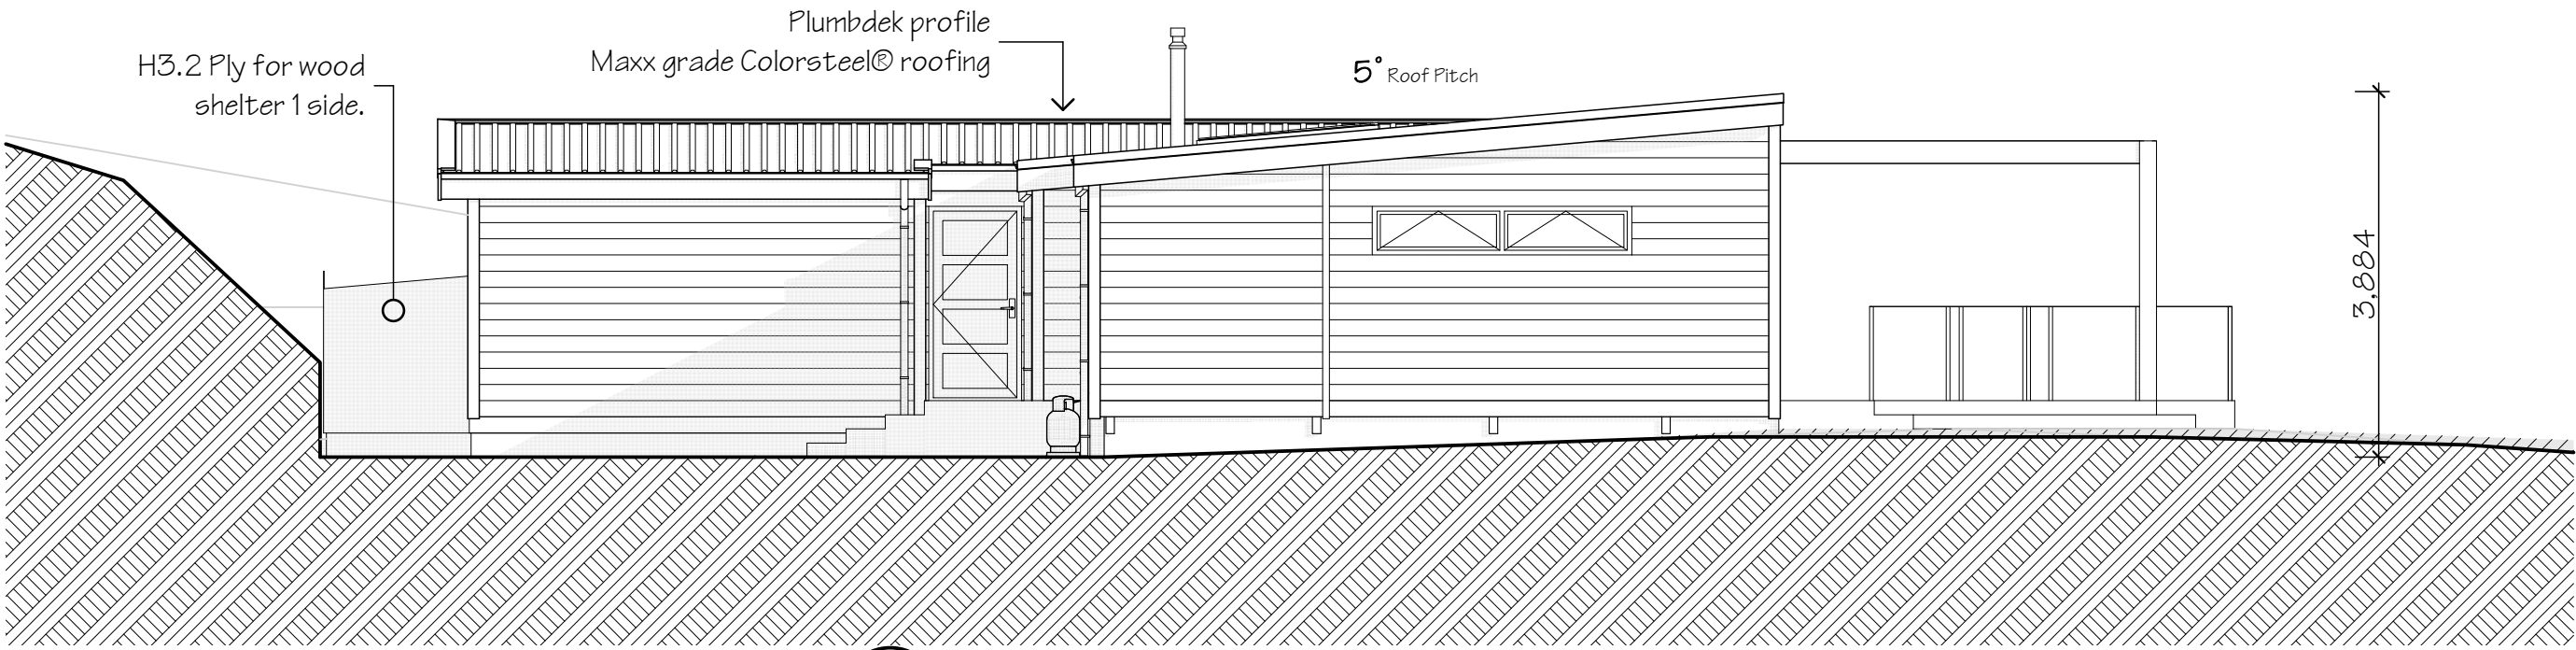 H3.2 Ply for wood
shelter 1 side.
Plumbdek profile
Maxx grade Colorsteel® roofing
5° Roof Pitch
3,884